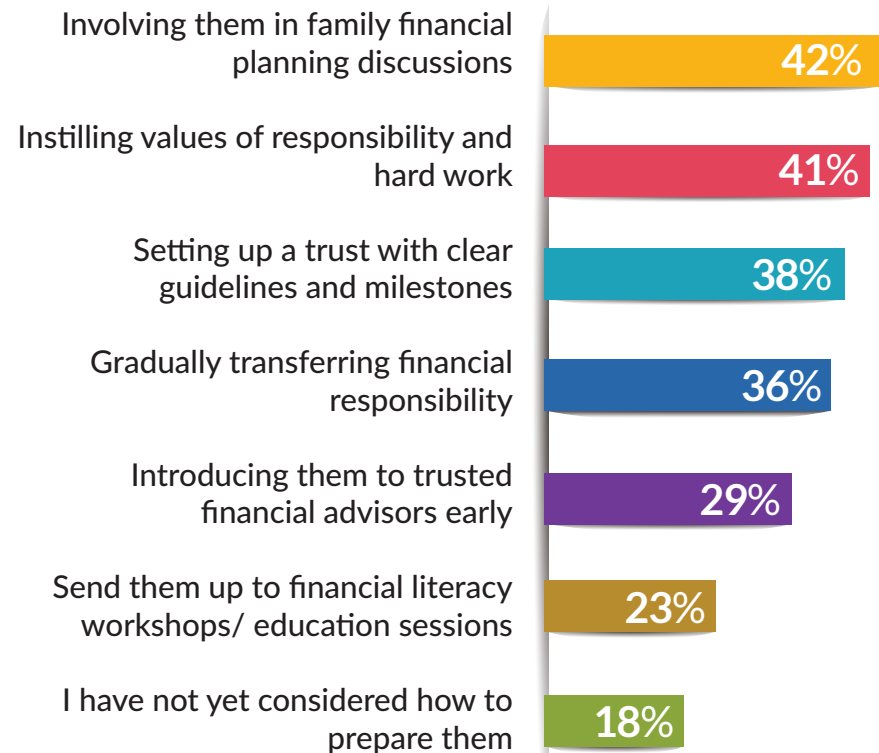 Involving them in family financial
planning discussions
42%
Instilling values of responsibility and
hard work
41%
Setting up a trust with clear
guidelines and milestones
38%
Gradually transferring financial
responsibility
36%
Introducing them to trusted
financial advisors early
29%
Send them up to financial literacy
workshops/ education sessions
23%
I have not yet considered how to
prepare them
18%